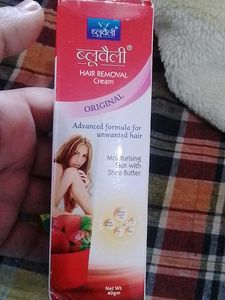 ब्लूवैली
ब्लूवैली®
HAIR REMOVAL
Cream
ORIGINAL
Advanced formula for
unwanted hair
Moisturising
Skin with
Shea Butter
Net Wt.
40gm